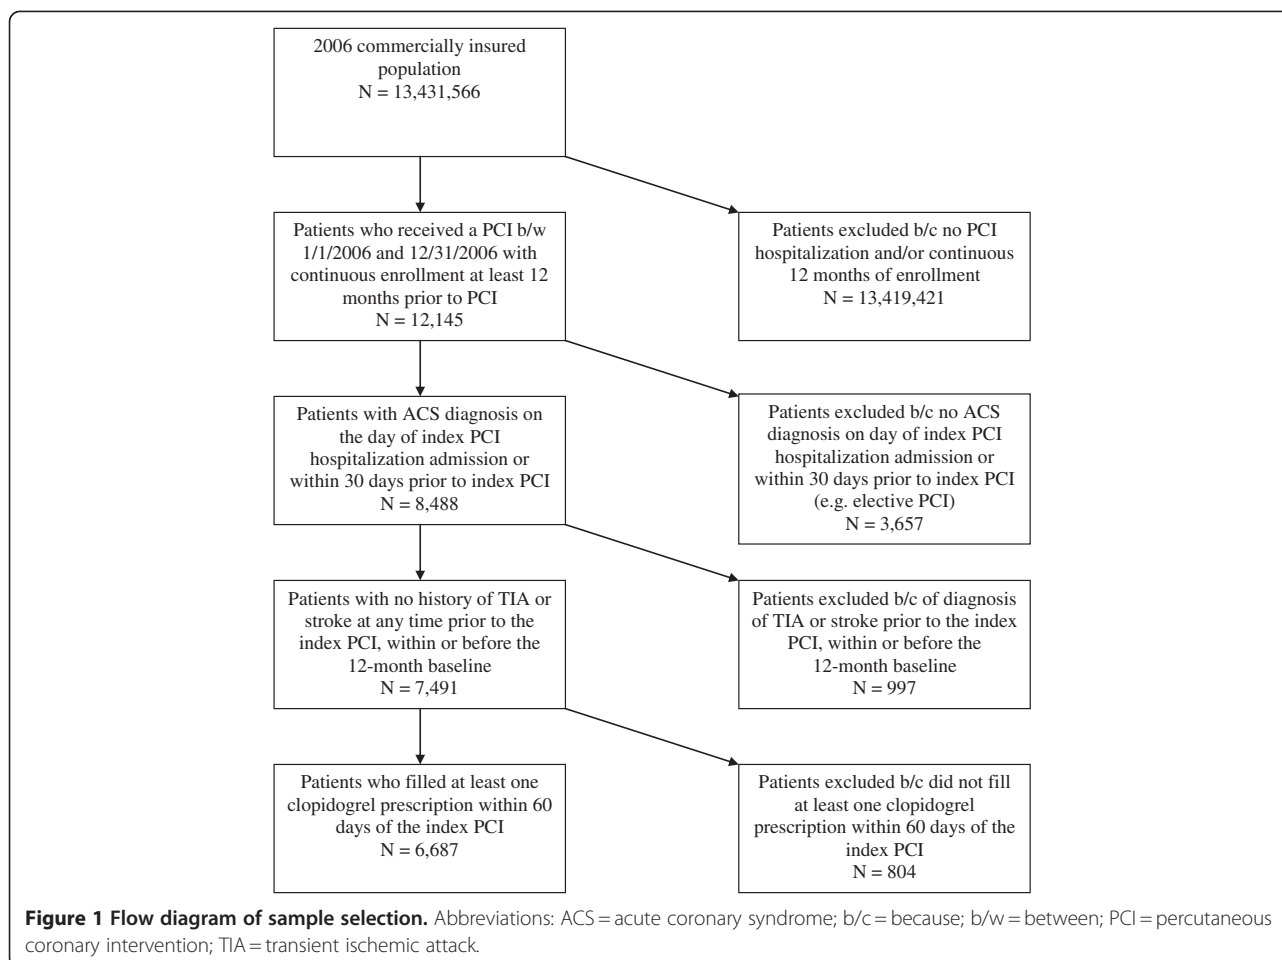 2006 commercially insured
population
N = 13,431,566
Patients who received a PCI b/w
1/1/2006 and 12/31/2006 with
continuous enrollment at least 12
months prior to PCI
N = 12,145
Patients excluded b/c no PCI
hospitalization and/or continuous
12 months of enrollment
N = 13,419,421
Patients with ACS diagnosis on
the day of index PCI
hospitalization admission or
within 30 days prior to index PCI
N = 8,488
Patients excluded b/c no ACS
diagnosis on day of index PCI
hospitalization admission or
within 30 days prior to index PCI
(e.g. elective PCI)
N = 3,657
Patients with no history of TIA or
stroke at any time prior to the
index PCI, within or before the
12-month baseline
N = 7,491
Patients excluded b/c of diagnosis
of TIA or stroke prior to the index
PCI, within or before the
12-month baseline
N = 997
Patients who filled at least one
clopidogrel prescription within 60
days of the index PCI
N = 6,687
Patients excluded b/c did not fill
at least one clopidogrel
prescription within 60 days of the
index PCI
N = 804
Figure 1 Flow diagram of sample selection. Abbreviations: ACS = acute coronary syndrome; b/c = because; b/w = between; PCI = percutaneous
coronary intervention; TIA = transient ischemic attack.